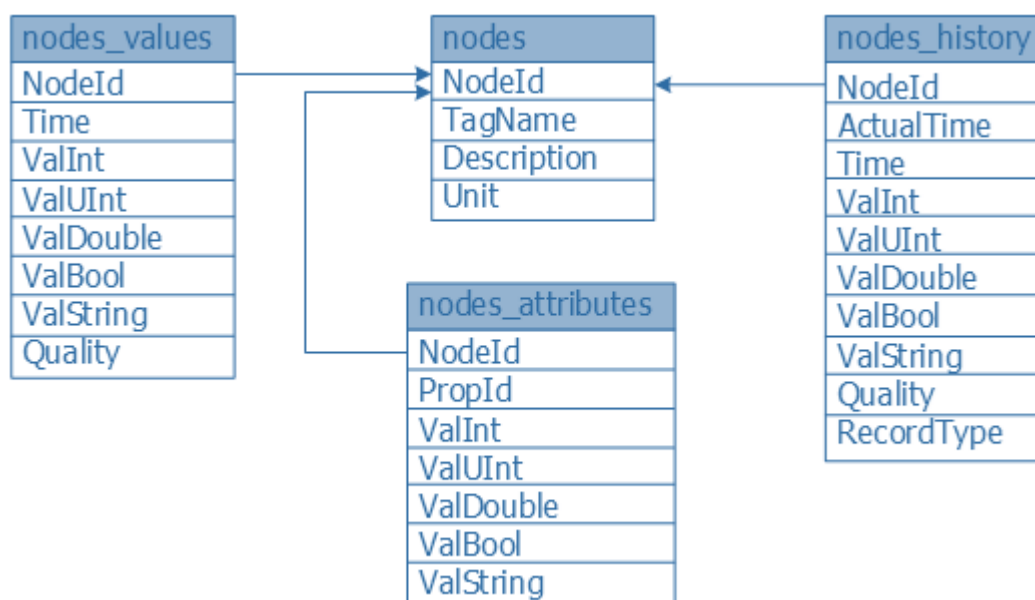 nodes_values
NodeId
Time
ValInt
ValUInt
ValDouble
ValBool
ValString
Quality
nodes
NodeId
TagName
Description
Unit
nodes_attributes
NodeId
PropId
ValInt
ValUInt
ValDouble
ValBool
ValString
nodes_history
NodeId
ActualTime
Time
ValInt
ValUInt
ValDouble
ValBool
ValString
Quality
RecordType